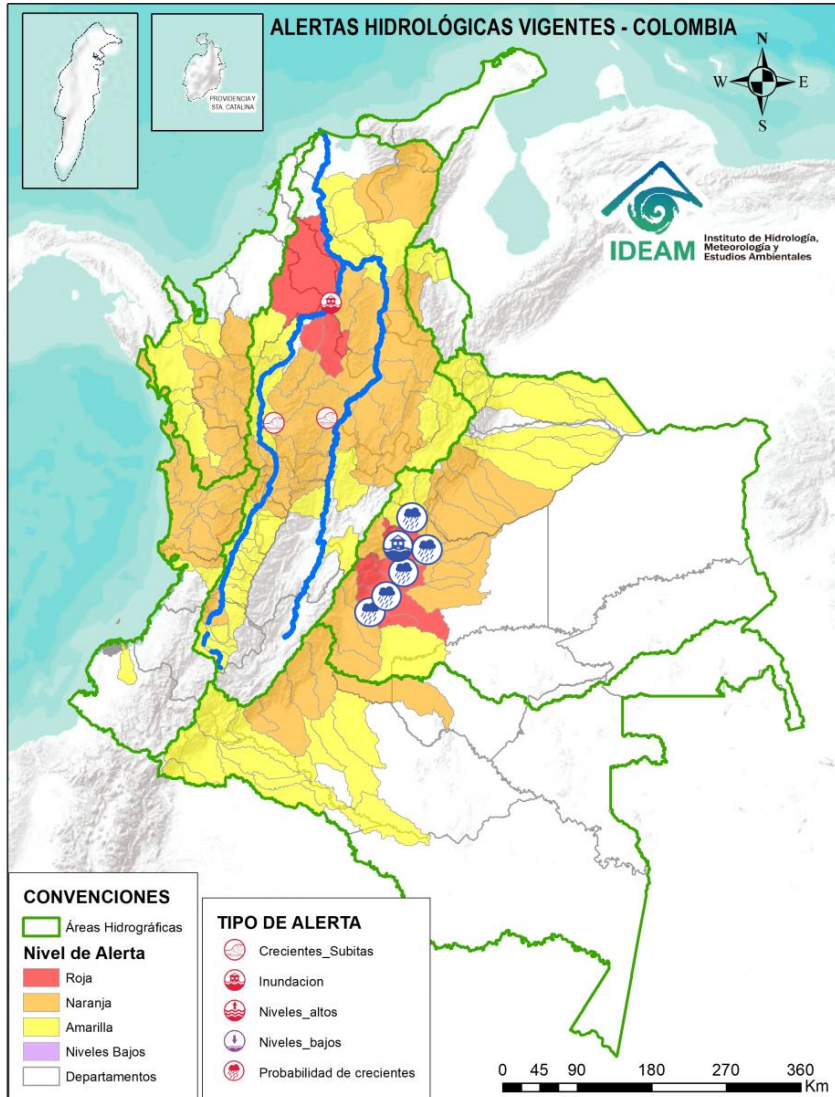 ALERTAS HIDROLÓGICAS VIGENTES - COLOMBIA
PROVIDENCIA Y
STA. CATALINA
N
W
E
S
IDEAM
Instituto de Hidrología,
Meteorología y
Estudios Ambientales
CONVENCIONES
Áreas Hidrográficas
Nivel de Alerta
Roja
Naranja
Amarilla
Niveles Bajos
Departamentos
TIPO DE ALERTA
Crecientes_Subitas
Inundacion
Niveles_altos
Niveles_bajos
Probabilidad de crecientes
0 45 90 180 270 360
Km